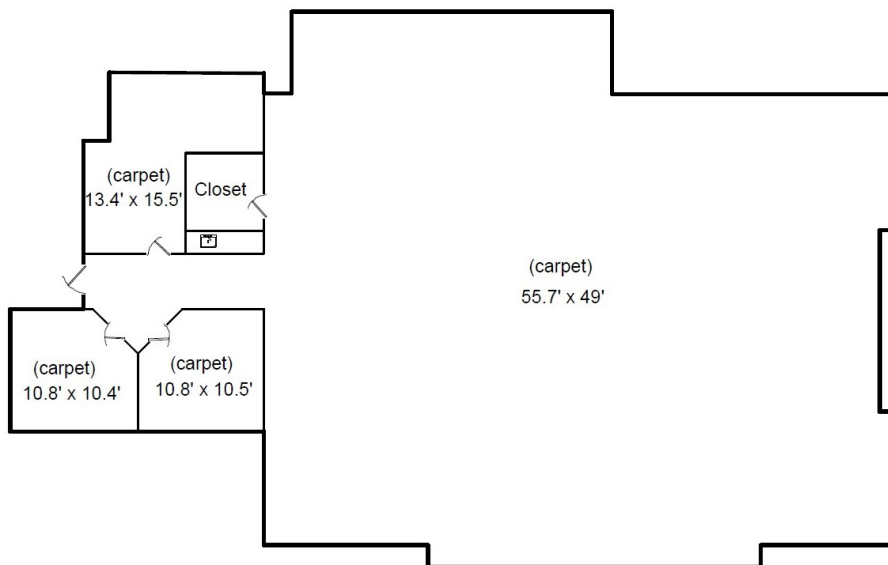 (carpet)
13.4' x 15.5'
Closet
(carpet)
55.7' x 49'
(carpet)
10.8' x 10.4'
(carpet)
10.8' x 10.5'